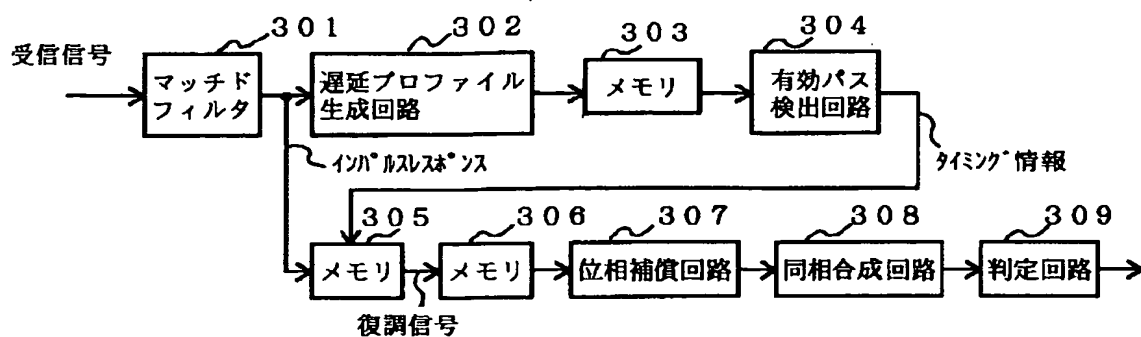 301
302
303
304
受信信号
マッチド
フィルタ
遅延プロファイル
生成回路
メモリ
有効パス
検出回路
インパルスレスポンス
タイミング情報
305
306
307
308
309
メモリ
メモリ
位相補償回路
同相合成回路
判定回路
復調信号